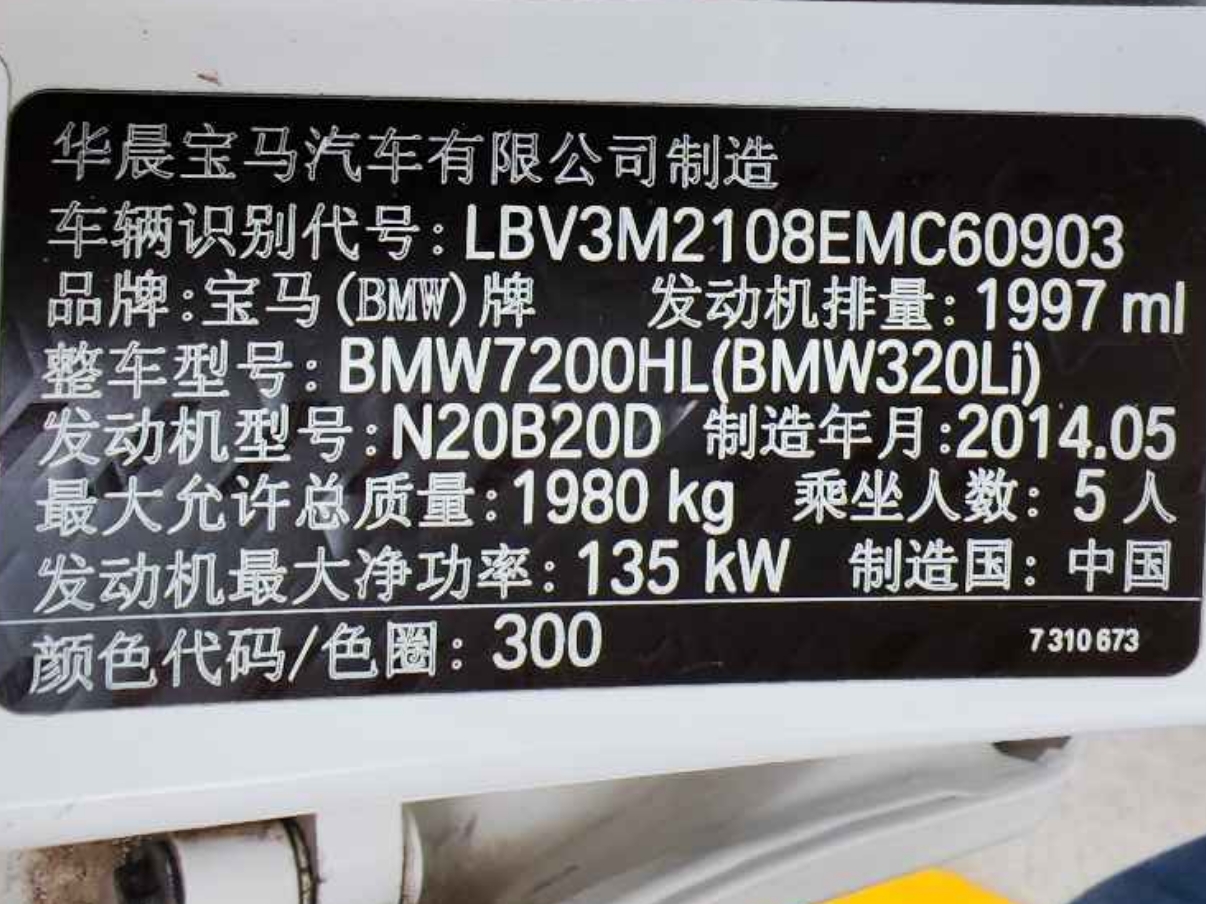 华晨宝马汽车有限公司制造
车辆识别代号:LBV3M2108EMC60903
品牌:宝马(BMW)牌 发动机排量:1997 ml
整车型号:BMW7200HL(BMW320Li)
发动机型号:N20B20D 制造年月:2014.05
最大允许总质量:1980 kg 乘坐人数:5人
发动机最大净功率:135 kW 制造国:中国
颜色代码/色圈:300 7 310 673